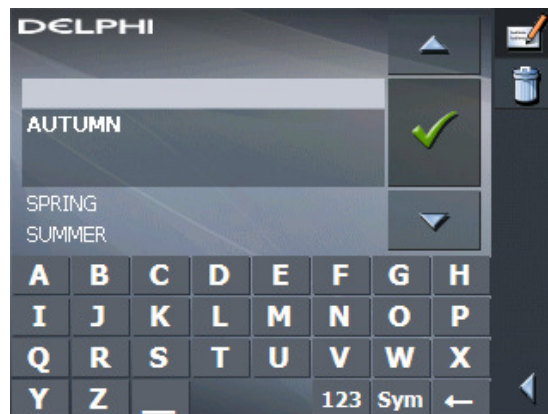 DELPHI
AUTUMN
SPRING
SUMMER
A B C D E F G H
I J K L M N O P
Q R S T U V W X
Y Z _ 123 Sym ←